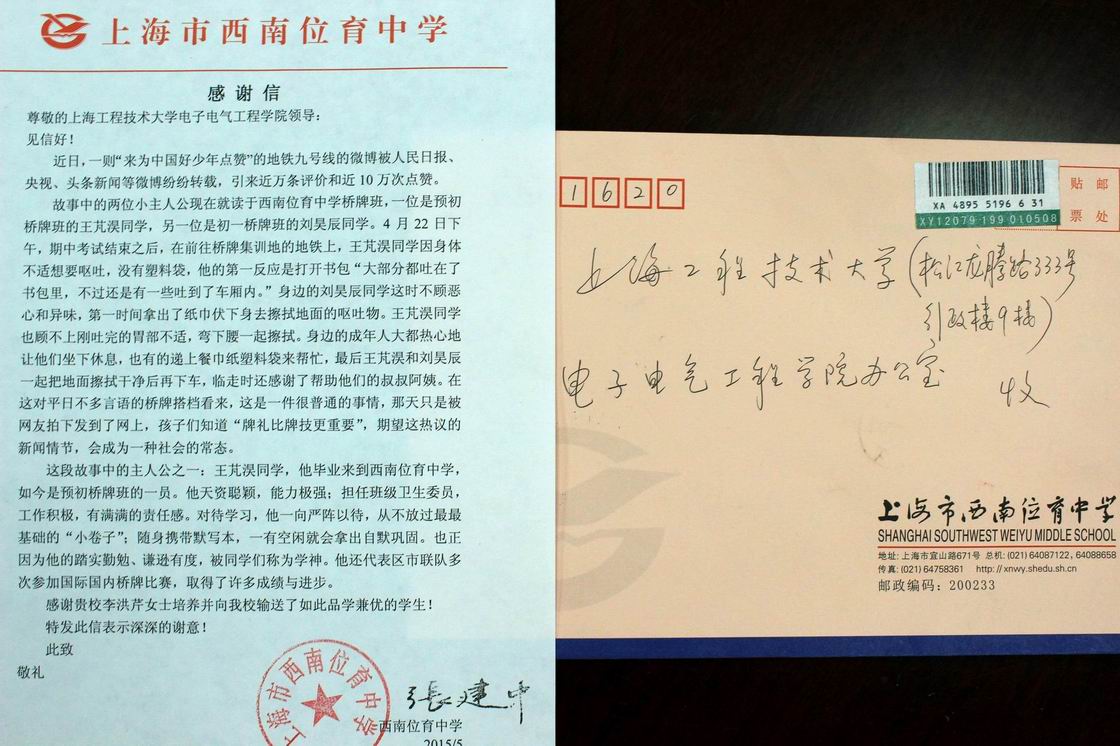 上海市西南位育中学
感谢信
尊敬的上海工程技术大学电子电气工程学院领导：
见信好！
近日，一则“来为中国好少年点赞”的地铁九号线的微博被人民日报、
央视、头条新闻等微博纷纷转载，引来近万条评价和近 10 万次点赞。
故事中的两位小主人公现在就读于西南位育中学桥牌班，一位是预初
桥牌班的王芃淏同学，另一位是初一桥牌班的刘昊辰同学。4 月 22 日下
午，期中考试结束之后，在前往桥牌集训地的地铁上，王芃淏同学因身体
不适想要呕吐，没有塑料袋，他的第一反应是打开书包“大部分都吐在了
书包里，不过还是有一些吐到了车厢内。”身边的刘昊辰同学这时不顾恶
心和异味，第一时间拿出了纸巾伏下身去擦拭地面的呕吐物。王芃淏同学
也顾不上刚吐完的胃部不适，弯下腰一起擦拭。身边的成年人大都热心地
让他们坐下休息，也有的递上餐巾纸塑料袋来帮忙，最后王芃淏和刘昊辰
一起把地面擦拭干净后再下车，临走时还感谢了帮助他们的叔叔阿姨。在
这对平日不多言语的桥牌搭档看来，这是一件很普通的事情，那天只是被
网友拍下发到了网上，孩子们知道“牌礼比牌技更重要”，期望这热议的
新闻情节，会成为一种社会的常态。
这段故事中的主人公之一：王芃淏同学，他毕业来到西南位育中学，
如今是预初桥牌班的一员。他天资聪颖，能力极强；担任班级卫生委员，
工作积极，有满满的责任感。对待学习，他一向严阵以待，从不放过最最
基础的“小卷子”；随身携带默写本，一有空闲就会拿出自默巩固。也正
因为他的踏实勤勉、谦逊有度，被同学们称为学神。他还代表区市联队多
次参加国际国内桥牌比赛，取得了许多成绩与进步。
感谢贵校李洪芹女士培养并向我校输送了如此品学兼优的学生！
特发此信表示深深的谢意！
此致
敬礼
上海市西南位育中学
張建中
西南位育中学
2015/5
1620
XA 4895 5196 6 31
XY12079 199 010508
贴邮
票处
上海工程技术大学(松江龙腾路333号
行政楼9楼)
电子电气工程学院办公室 收
上海市西南位育中学
SHANGHAI SOUTHWEST WEIYU MIDDLE SCHOOL
地址: 上海市宜山路671号 总机: (021) 64087122, 64088658
传真: (021) 64758361 http://xnwy.shedu.sh.cn
邮政编码：200233